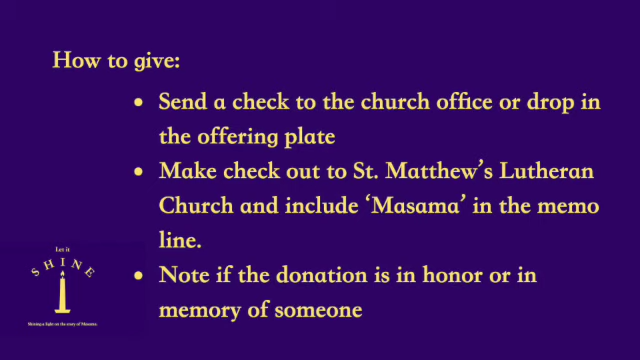 How to give:
• Send a check to the church office or drop in
the offering plate
• Make check out to St. Matthew's Lutheran
Church and include ‘Masama’ in the memo
line.
• Note if the donation is in honor or in
memory of someone
Let it
SHINE
Shining a light on the story of Masama.